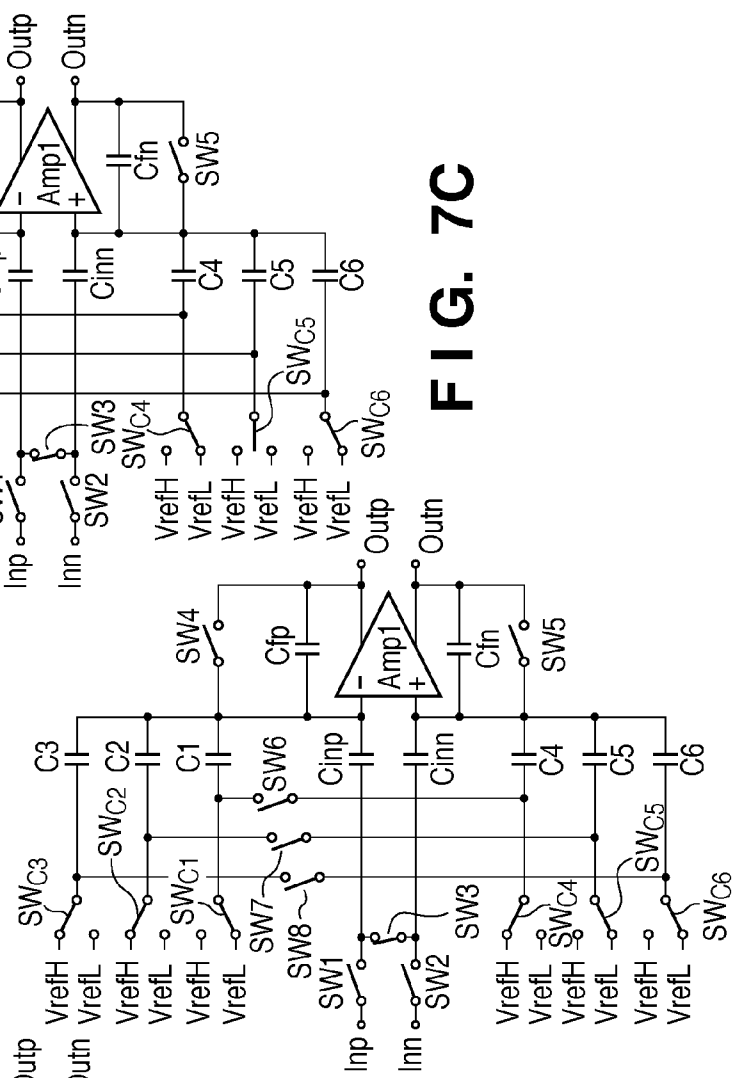 Outp
Outn
Amp1
−
+
Cfn
SW5
Cinn
C4
C5
C6
SW3
SWC4
SWC5
SWC6
SW2
Inp
Inn
VrefH
VrefL
VrefH
VrefL
VrefH
VrefL
FIG. 7C
SW4
Cfp
Outp
Outn
Amp1
−
+
Cfn
SW5
C3
C2
C1
SW6
Cinp
Cinn
C4
C5
C6
SWC3
SWC2
SWC1
SW7
SW8
SW3
SWC4
SWC5
SWC6
VrefH
VrefL
VrefH
VrefL
VrefH
VrefL
SW1
SW2
Inp
Inn
VrefH
VrefL
VrefH
VrefL
VrefH
VrefL